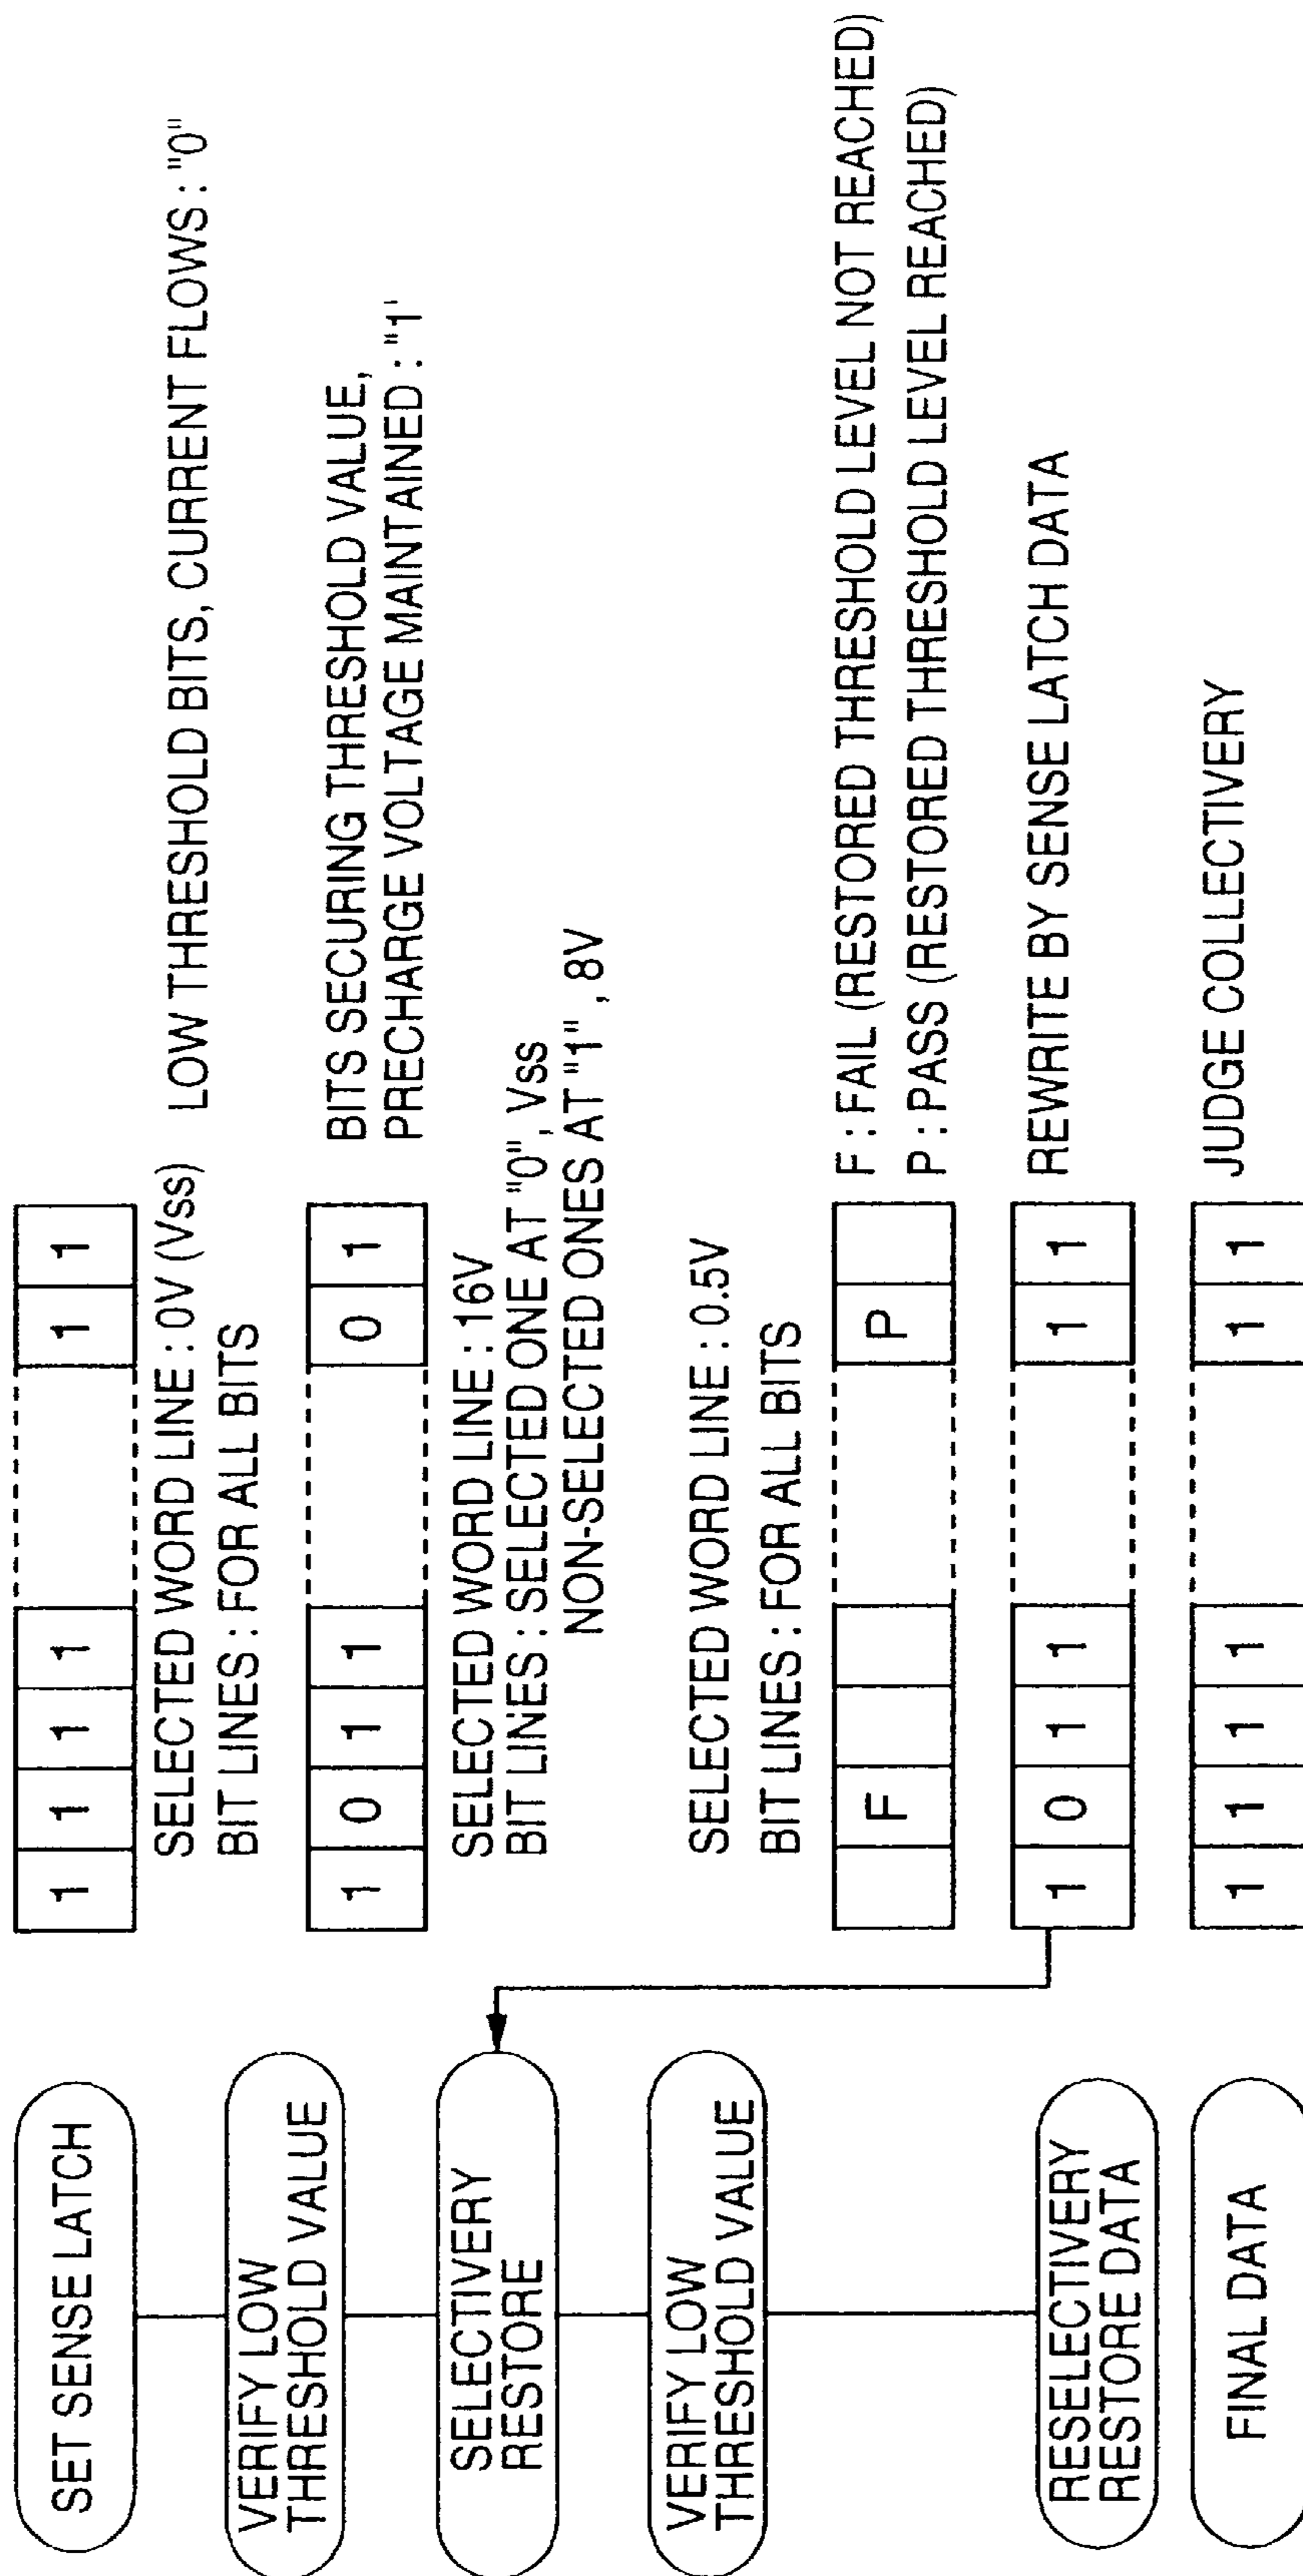 SET SENSE LATCH
1 1 1 1 1 1
SELECTED WORD LINE : 0V (Vss)
BIT LINES : FOR ALL BITS
LOW THRESHOLD BITS, CURRENT FLOWS : "0"
VERIFY LOW
THRESHOLD VALUE
1 0 1 1 0 1
BITS SECURING THRESHOLD VALUE,
PRECHARGE VOLTAGE MAINTAINED : "1'
SELECTIVERY
RESTORE
SELECTED WORD LINE : 16V
BIT LINES : SELECTED ONE AT "0", Vss
NON-SELECTED ONES AT "1" , 8V
VERIFY LOW
THRESHOLD VALUE
SELECTED WORD LINE : 0.5V
BIT LINES : FOR ALL BITS
F P
F : FAIL (RESTORED THRESHOLD LEVEL NOT REACHED)
P : PASS (RESTORED THRESHOLD LEVEL REACHED)
RESELECTIVERY
RESTORE DATA
1 0 1 1 1 1
REWRITE BY SENSE LATCH DATA
FINAL DATA
1 1 1 1 1 1
JUDGE COLLECTIVERY